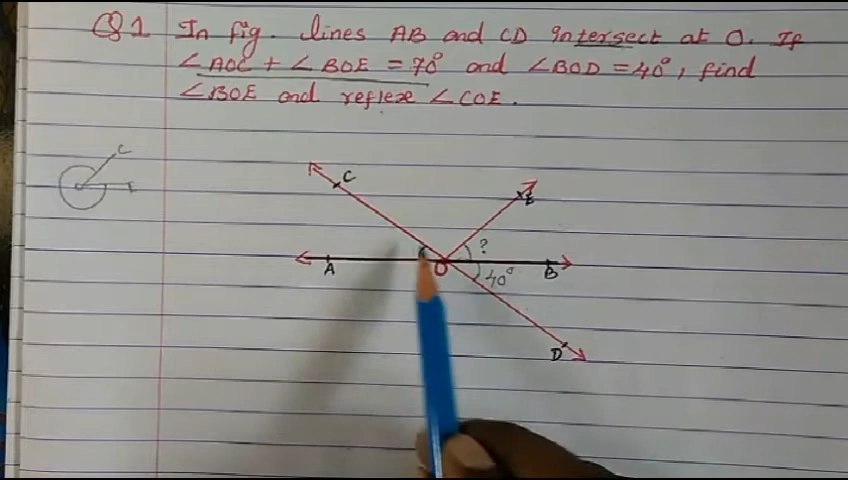 Q1 In fig. lines AB and CD intersect at O. If
∠AOC + ∠BOE = 70° and ∠BOD = 40°, find
∠BOE and reflexe ∠COE.
C
C
E
?
A
O
40°
B
D